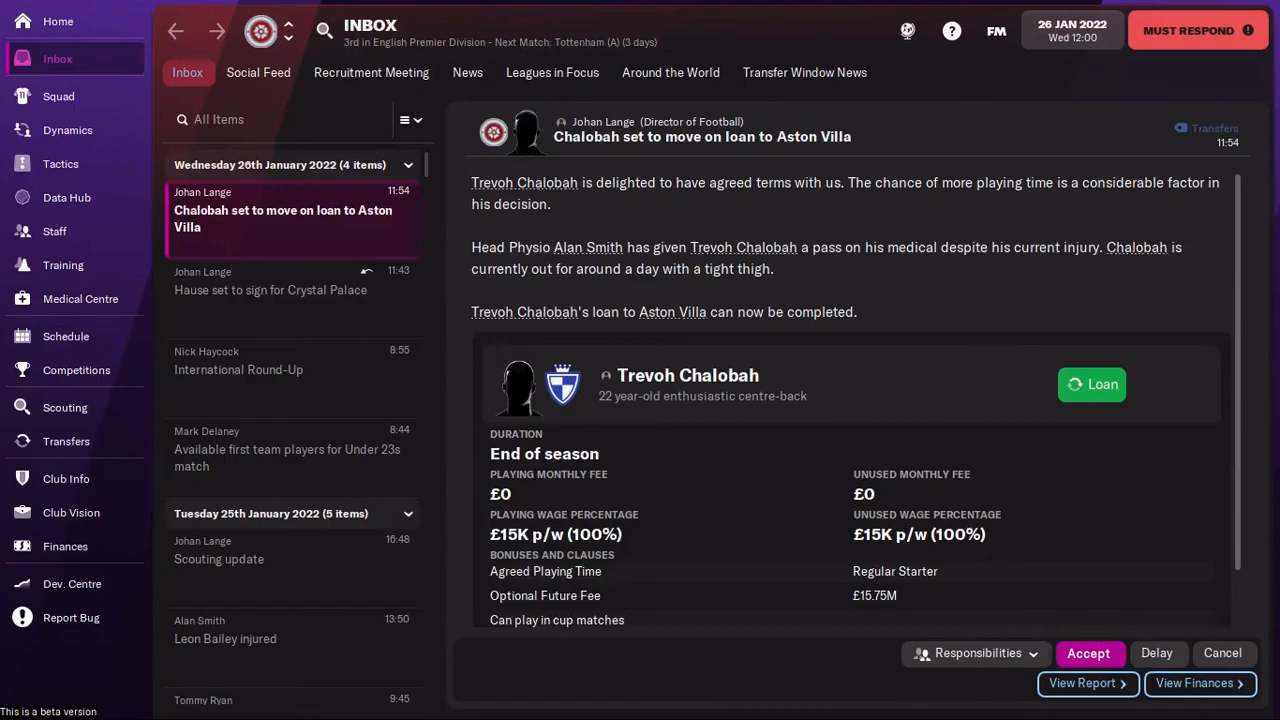 Home
Inbox
Squad
Dynamics
Tactics
Data Hub
Staff
Training
Medical Centre
Schedule
Competitions
Scouting
Transfers
Club Info
Club Vision
Finances
Dev. Centre
Report Bug
This is a beta version
INBOX
3rd in English Premier Division - Next Match: Tottenham (A) (3 days)
FM
26 JAN 2022
Wed 12:00
MUST RESPOND
Inbox
Social Feed
Recruitment Meeting
News
Leagues in Focus
Around the World
Transfer Window News
All Items
Wednesday 26th January 2022 (4 items)
Johan Lange 11:54
Chalobah set to move on loan to Aston
Villa
Johan Lange 11:43
Hause set to sign for Crystal Palace
Nick Haycock 8:55
International Round-Up
Mark Delaney 8:44
Available first team players for Under 23s
match
Tuesday 25th January 2022 (5 items)
Johan Lange 16:48
Scouting update
Alan Smith 13:50
Leon Bailey injured
Tommy Ryan 9:45
Johan Lange (Director of Football)
Chalobah set to move on loan to Aston Villa
Transfers
11:54
Trevoh Chalobah is delighted to have agreed terms with us. The chance of more playing time is a considerable factor in
his decision.
Head Physio Alan Smith has given Trevoh Chalobah a pass on his medical despite his current injury. Chalobah is
currently out for around a day with a tight thigh.
Trevoh Chalobah's loan to Aston Villa can now be completed.
Trevoh Chalobah
22 year-old enthusiastic centre-back
Loan
DURATION
End of season
PLAYING MONTHLY FEE UNUSED MONTHLY FEE
£0 £0
PLAYING WAGE PERCENTAGE UNUSED WAGE PERCENTAGE
£15K p/w (100%) £15K p/w (100%)
BONUSES AND CLAUSES
Agreed Playing Time Regular Starter
Optional Future Fee £15.75M
Can play in cup matches
Responsibilities Accept Delay Cancel
View Report View Finances